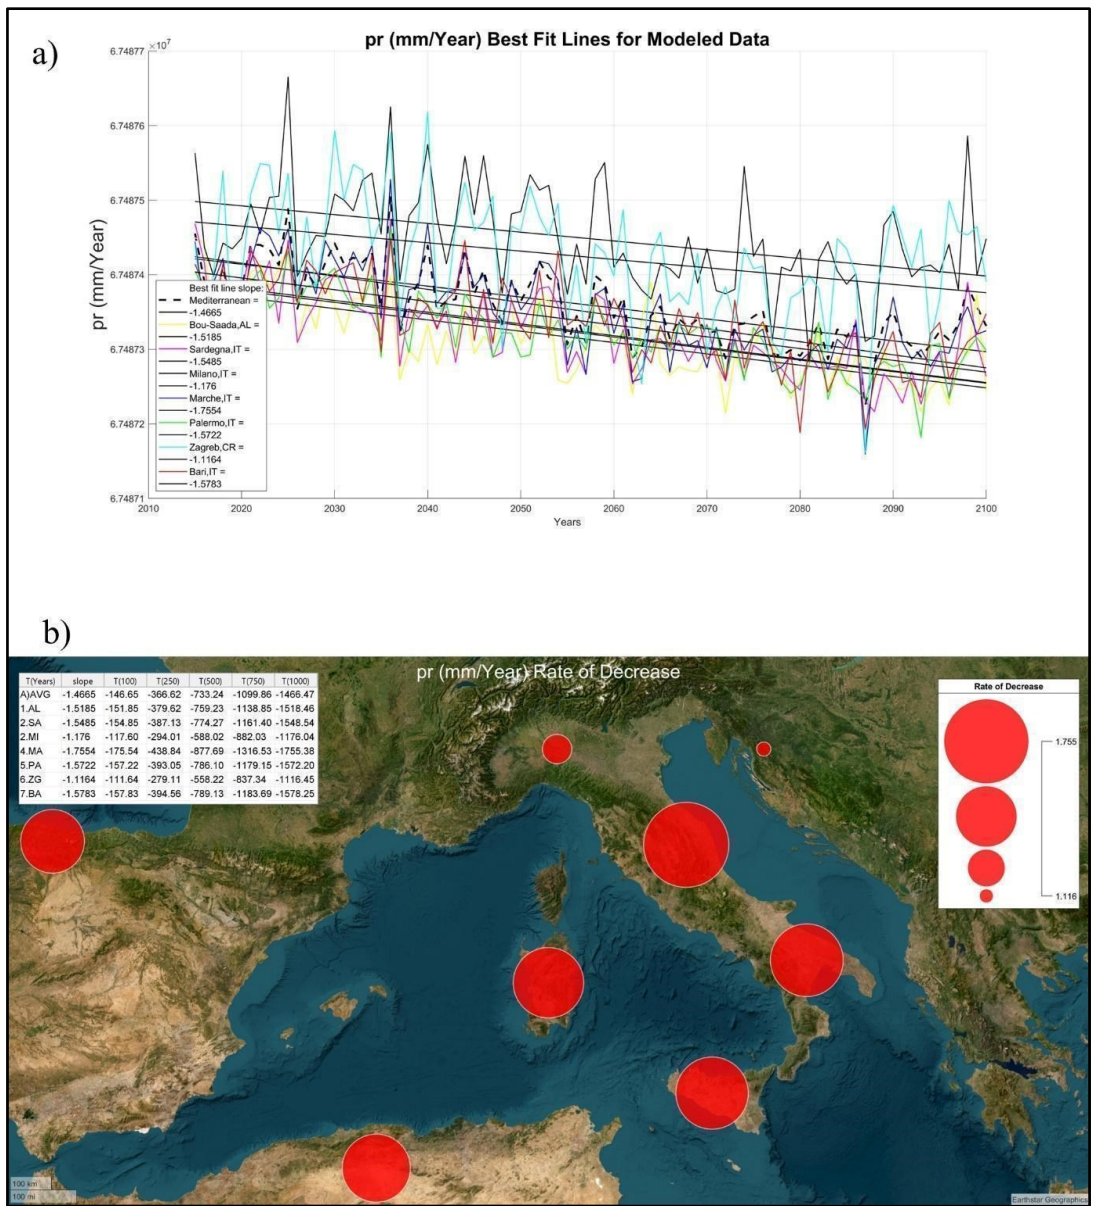 a)
pr (mm/Year) Best Fit Lines for Modeled Data
×10⁷
6.74877
6.74876
6.74875
6.74874
6.74873
6.74872
6.74871
pr (mm/Year)
Best fit line slope:
Mediterranean =
-1.4665
Bou-Saada,AL =
-1.5185
Sardegna,IT =
-1.5485
Milano,IT =
-1.176
Marche,IT =
-1.7554
Palermo,IT =
-1.5722
Zagreb,CR =
-1.1164
Bari,IT =
-1.5783
2010 2020 2030 2040 2050 2060 2070 2080 2090 2100
Years
b)
pr (mm/Year) Rate of Decrease
T(Years) slope T(100) T(250) T(500) T(750) T(1000)
A)AVG -1.4665 -146.65 -366.62 -733.24 -1099.86 -1466.47
1.AL -1.5185 -151.85 -379.62 -759.23 -1138.85 -1518.46
2.SA -1.5485 -154.85 -387.13 -774.27 -1161.40 -1548.54
2.MI -1.176 -117.60 -294.01 -588.02 -882.03 -1176.04
4.MA -1.7554 -175.54 -438.84 -877.69 -1316.53 -1755.38
5.PA -1.5722 -157.22 -393.05 -786.10 -1179.15 -1572.20
6.ZG -1.1164 -111.64 -279.11 -558.22 -837.34 -1116.45
7.BA -1.5783 -157.83 -394.56 -789.13 -1183.69 -1578.25
Rate of Decrease
1.755
1.116
100 km
100 mi
Earthstar Geographics